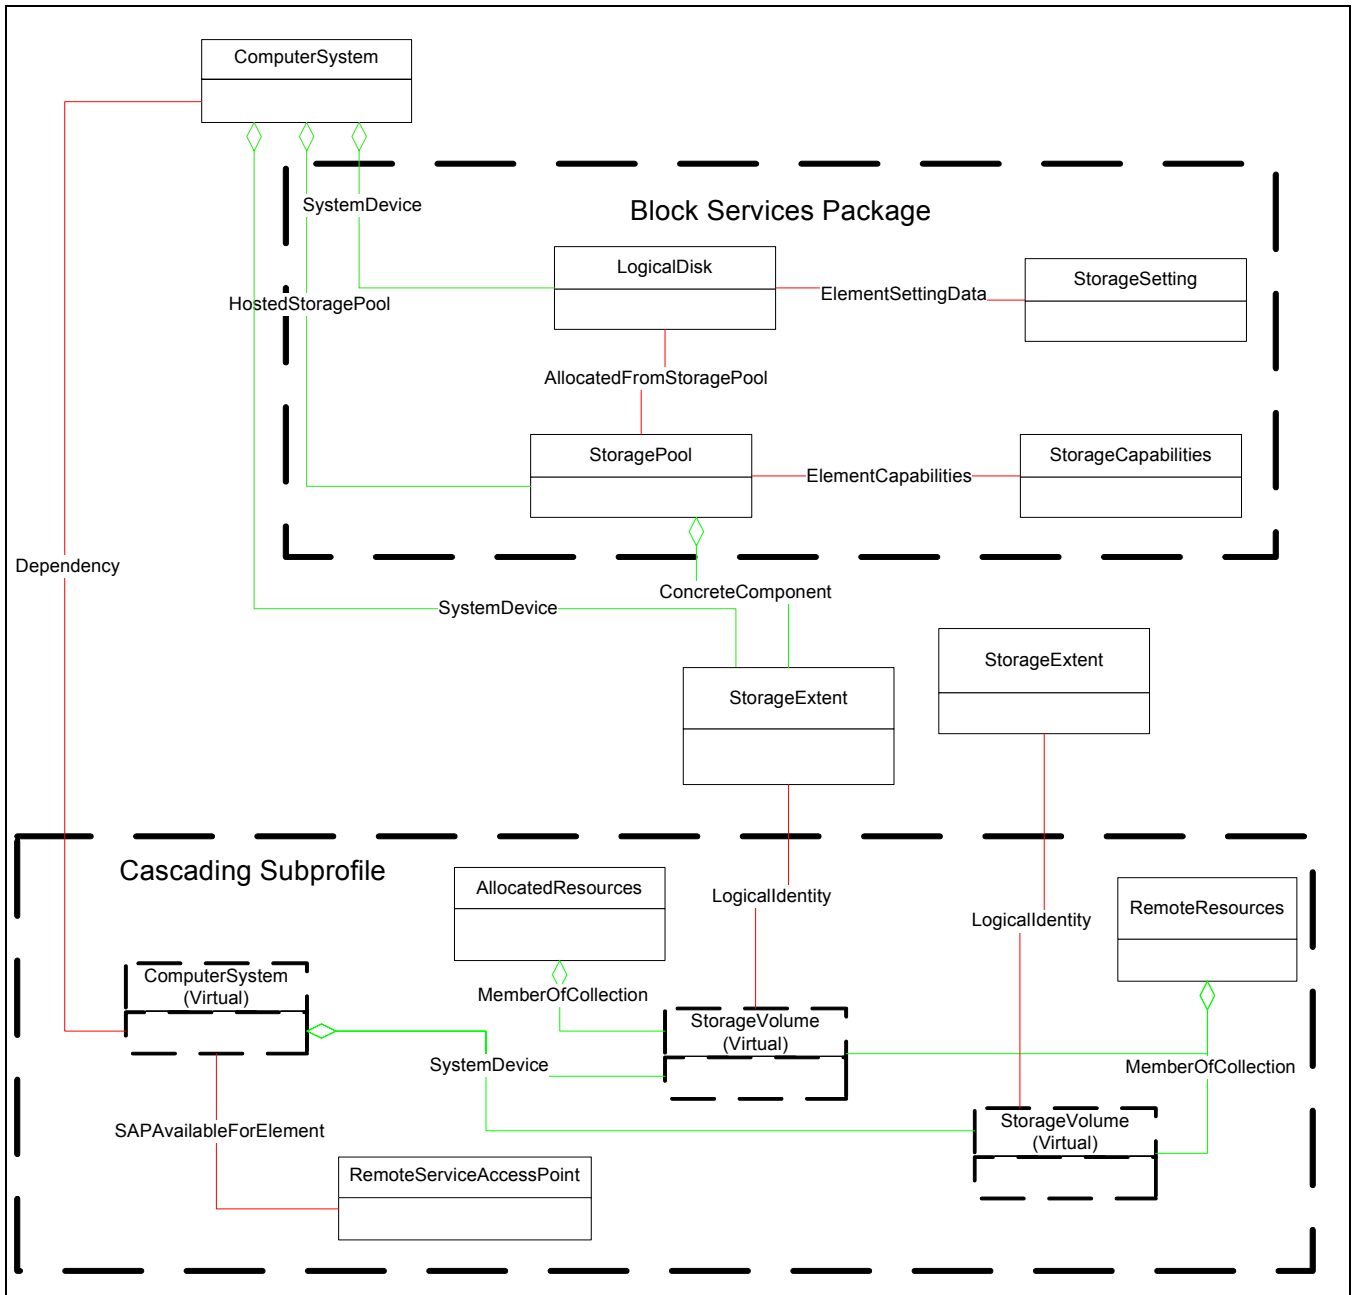 ComputerSystem
SystemDevice
Block Services Package
LogicalDisk
StorageSetting
ElementSettingData
HostedStoragePool
AllocatedFromStoragePool
StoragePool
StorageCapabilities
ElementCapabilities
Dependency
ConcreteComponent
SystemDevice
StorageExtent
StorageExtent
Cascading Subprofile
AllocatedResources
LogicalIdentity
RemoteResources
LogicalIdentity
ComputerSystem
(Virtual)
MemberOfCollection
StorageVolume
(Virtual)
SystemDevice
MemberOfCollection
StorageVolume
(Virtual)
SAPAvailableForElement
RemoteServiceAccessPoint